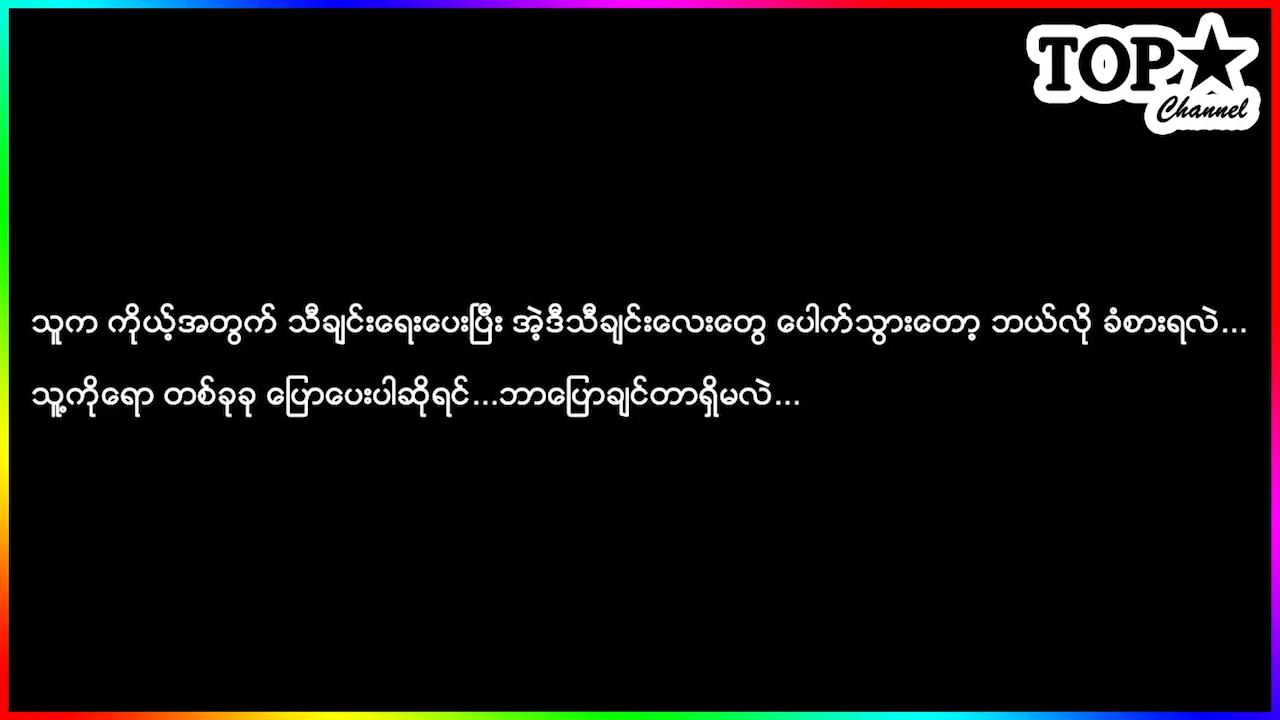 TOP
Channel
သူက ကိုယ့်အတွက် သီချင်းရေးပေးပြီး အဲ့ဒီသီချင်းလေးတွေ ပေါက်သွားတော့ ဘယ်လို ခံစားရလဲ...
သူ့ကိုရော တစ်ခုခု ပြောပေးပါဆိုရင်...ဘာပြောချင်တာရှိမလဲ...